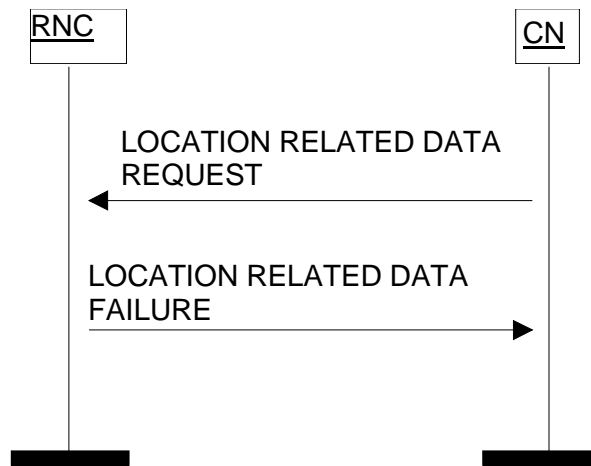 RNC
CN
LOCATION RELATED DATA
REQUEST
LOCATION RELATED DATA
FAILURE